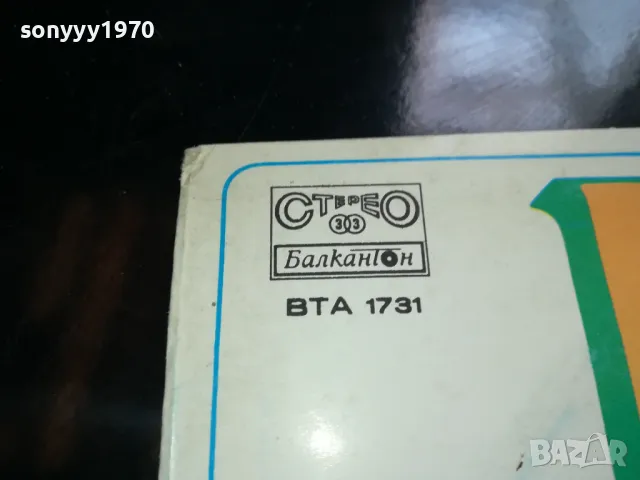 sonyyy1970
СТЕРЕО
33
Балкантон
ВТА 1731
BAZAR